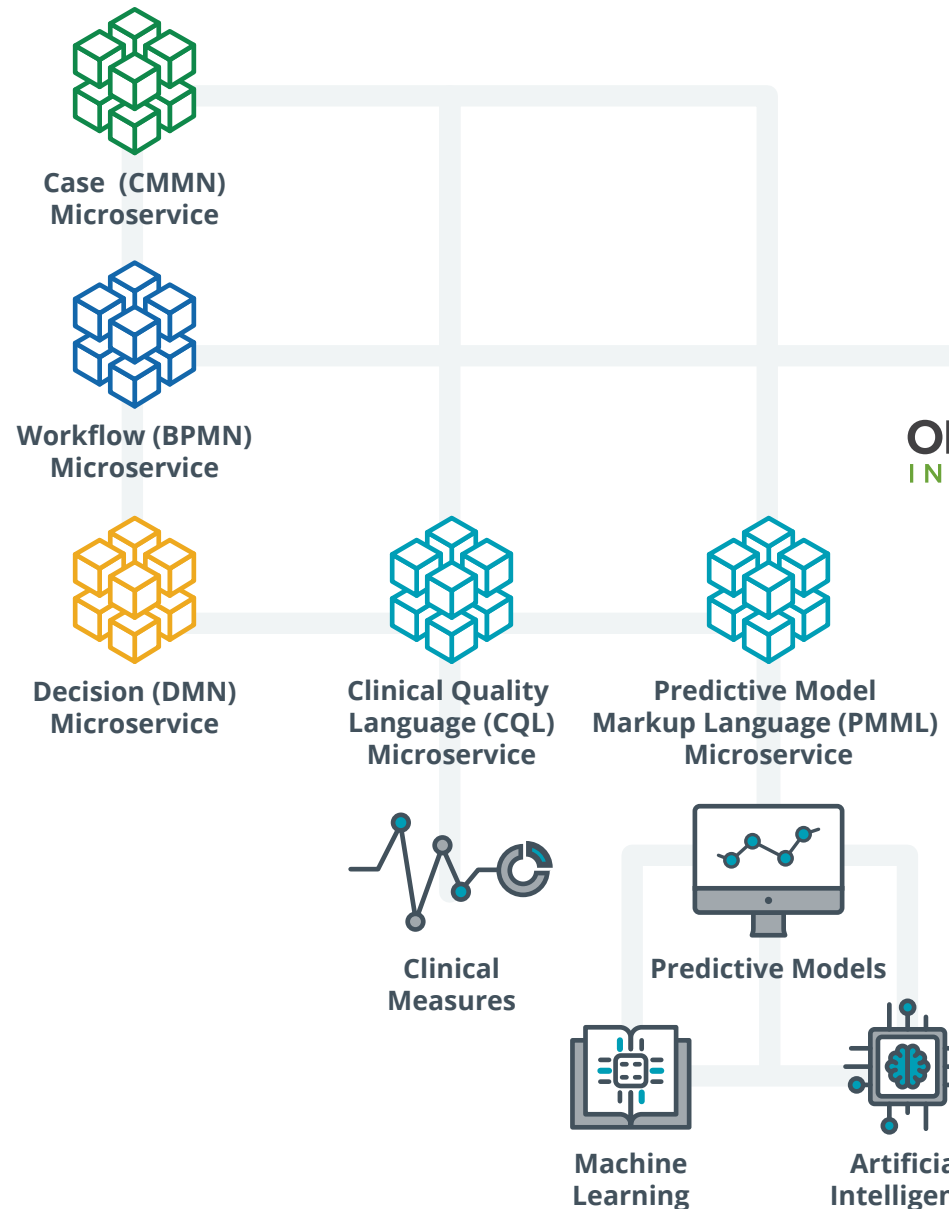 Case (CMMN)
Microservice
Workflow (BPMN)
Microservice
Decision (DMN)
Microservice
Clinical Quality
Language (CQL)
Microservice
Predictive Model
Markup Language (PMML)
Microservice
Clinical
Measures
Predictive Models
Machine
Learning